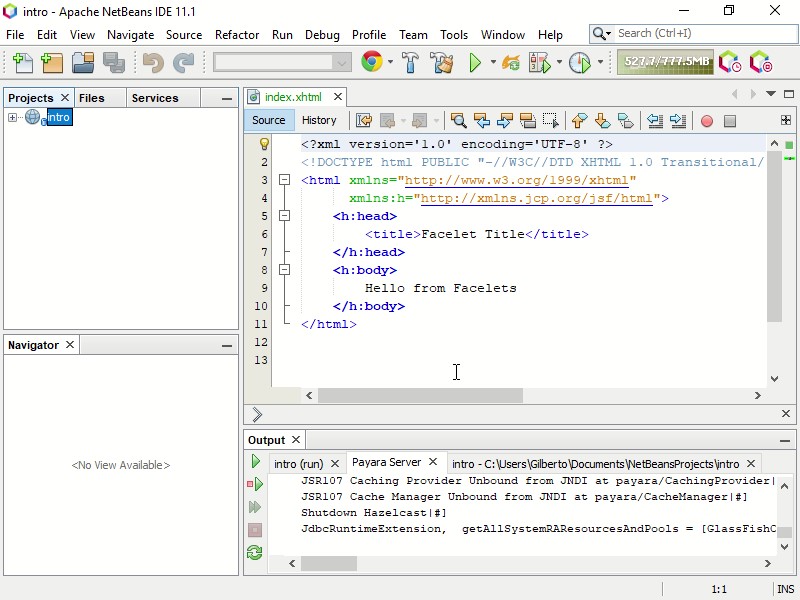 intro - Apache NetBeans IDE 11.1
File Edit View Navigate Source Refactor Run Debug Profile Team Tools Window Help
Search (Ctrl+I)
527.7/777.5MB
Projects Files Services
intro
index.xhtml
Source History
1 <?xml version='1.0' encoding='UTF-8' ?>
2 <!DOCTYPE html PUBLIC "-//W3C//DTD XHTML 1.0 Transitional/
3 <html xmlns="http://www.w3.org/1999/xhtml"
4 xmlns:h="http://xmlns.jcp.org/jsf/html">
5 <h:head>
6 <title>Facelet Title</title>
7 </h:head>
8 <h:body>
9 Hello from Facelets
10 </h:body>
11 </html>
12
13
Navigator
<No View Available>
Output
intro (run) Payara Server intro - C:\Users\Gilberto\Documents\NetBeansProjects\intro
JSR107 Caching Provider Unbound from JNDI at payara/CachingProvider|
JSR107 Cache Manager Unbound from JNDI at payara/CacheManager|#]
Shutdown Hazelcast|#]
JdbcRuntimeExtension, getAllSystemRAResourcesAndPools = [GlassFishC
1:1 INS